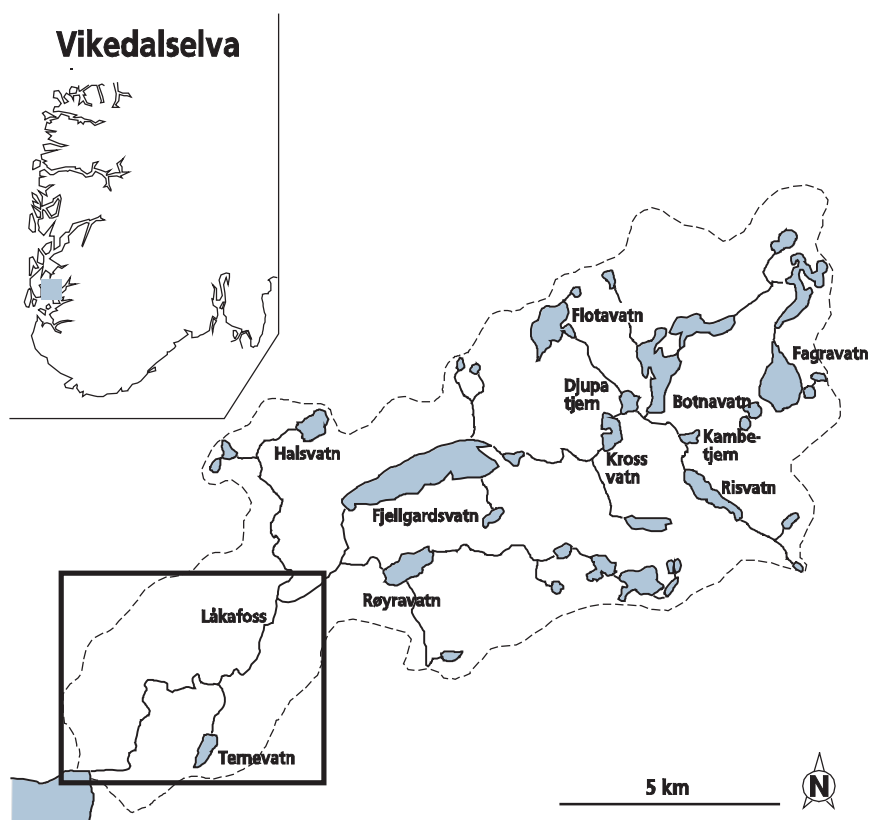 Vikedalselva
Flotavatn
Fagravatn
Djupa
tjern
Botnavatn
Kambe-
tjern
Halsvatn
Kross
vatn
Risvatn
Fjellgardsvatn
Røyravatn
Låkafoss
Ternevatn
5 km
N